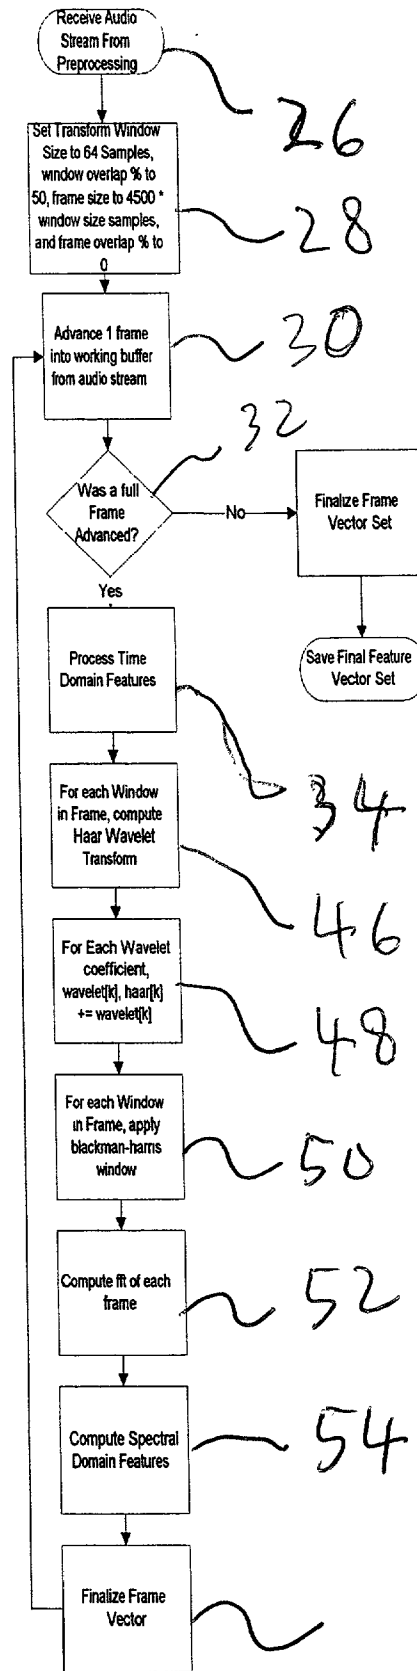 Receive Audio
Stream From
Preprocessing
26
Set Transform Window
Size to 64 Samples,
window overlap % to
50, frame size to 4500 *
window size samples,
and frame overlap % to
0
28
Advance 1 frame
into working buffer
from audio stream
30
32
Was a full
Frame
Advanced?
No
Finalize Frame
Vector Set
Yes
Save Final Feature
Vector Set
Process Time
Domain Features
34
For each Window
in Frame, compute
Haar Wavelet
Transform
46
For Each Wavelet
coefficient,
wavelet[k], haar[k]
+= wavelet[k]
48
For each Window
in Frame, apply
blackman-harris
window
50
Compute fft of each
frame
52
Compute Spectral
Domain Features
54
Finalize Frame
Vector